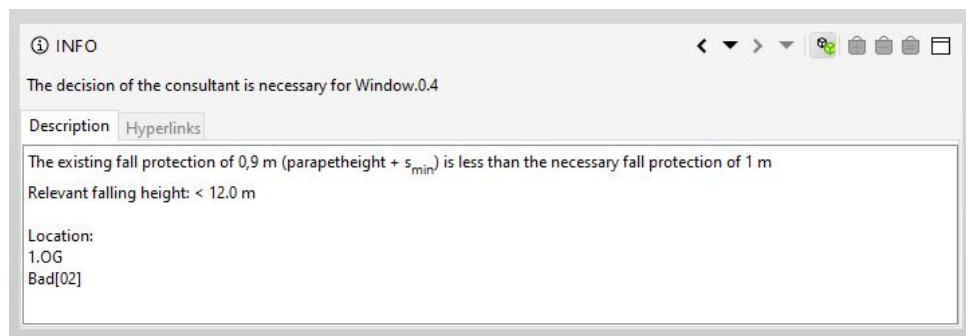 INFO
The decision of the consultant is necessary for Window.0.4
Description Hyperlinks
The existing fall protection of 0,9 m (parapetheight + smin) is less than the necessary fall protection of 1 m
Relevant falling height: < 12.0 m
Location:
1.OG
Bad[02]